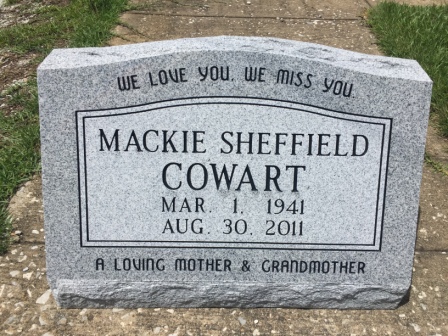 WE LOVE YOU, WE MISS YOU.
MACKIE SHEFFIELD
COWART
MAR. 1, 1941
AUG. 30, 2011
A LOVING MOTHER & GRANDMOTHER